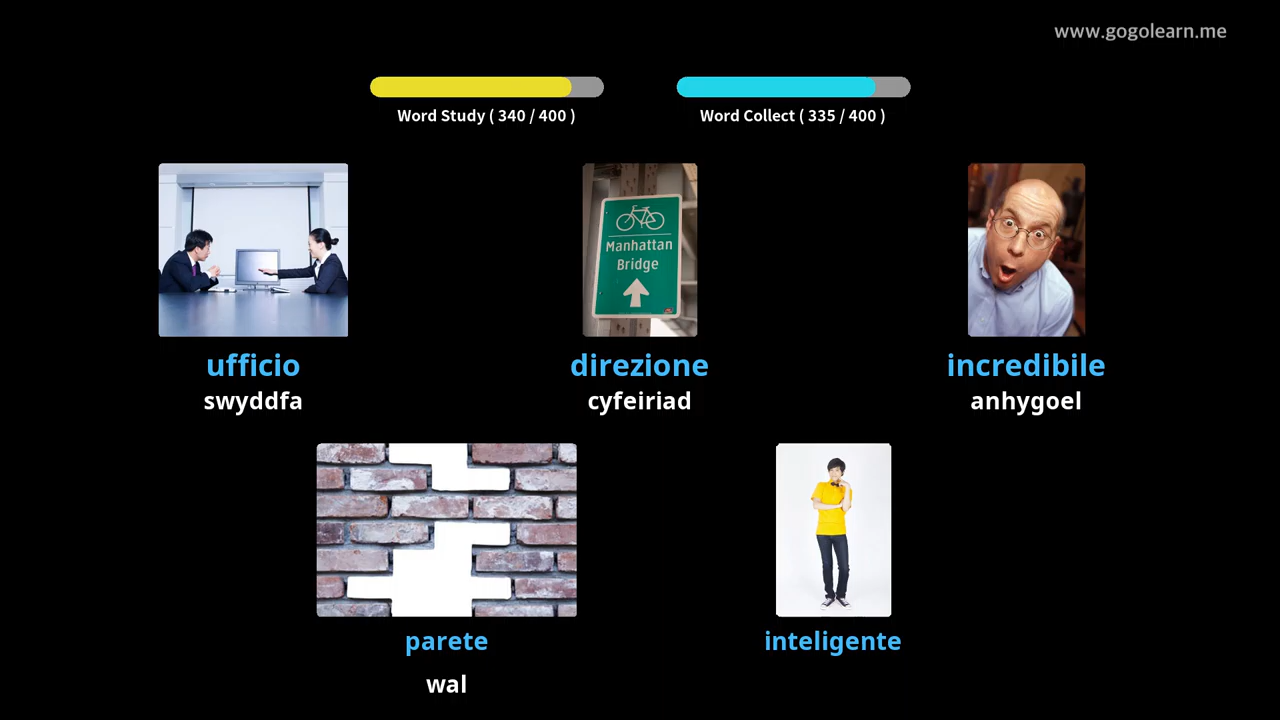 www.gogolearn.me
Word Study ( 340 / 400 )
Word Collect ( 335 / 400 )
Manhattan
Bridge
ufficio
swyddfa
direzione
cyfeiriad
incredibile
anhygoel
parete
wal
inteligente